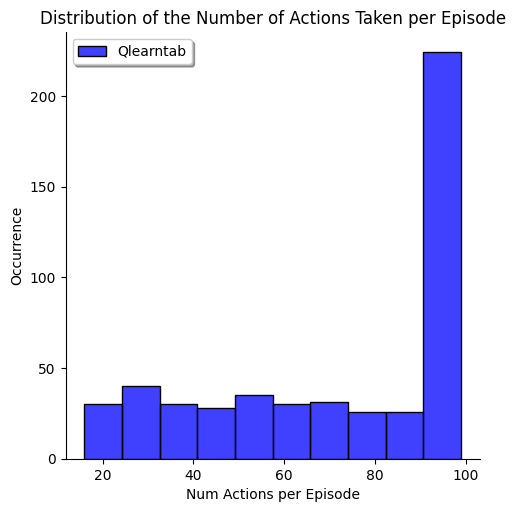 Distribution of the Number of Actions Taken per Episode
Qlearntab
Occurrence
200
150
100
50
0
20 40 60 80 100
Num Actions per Episode